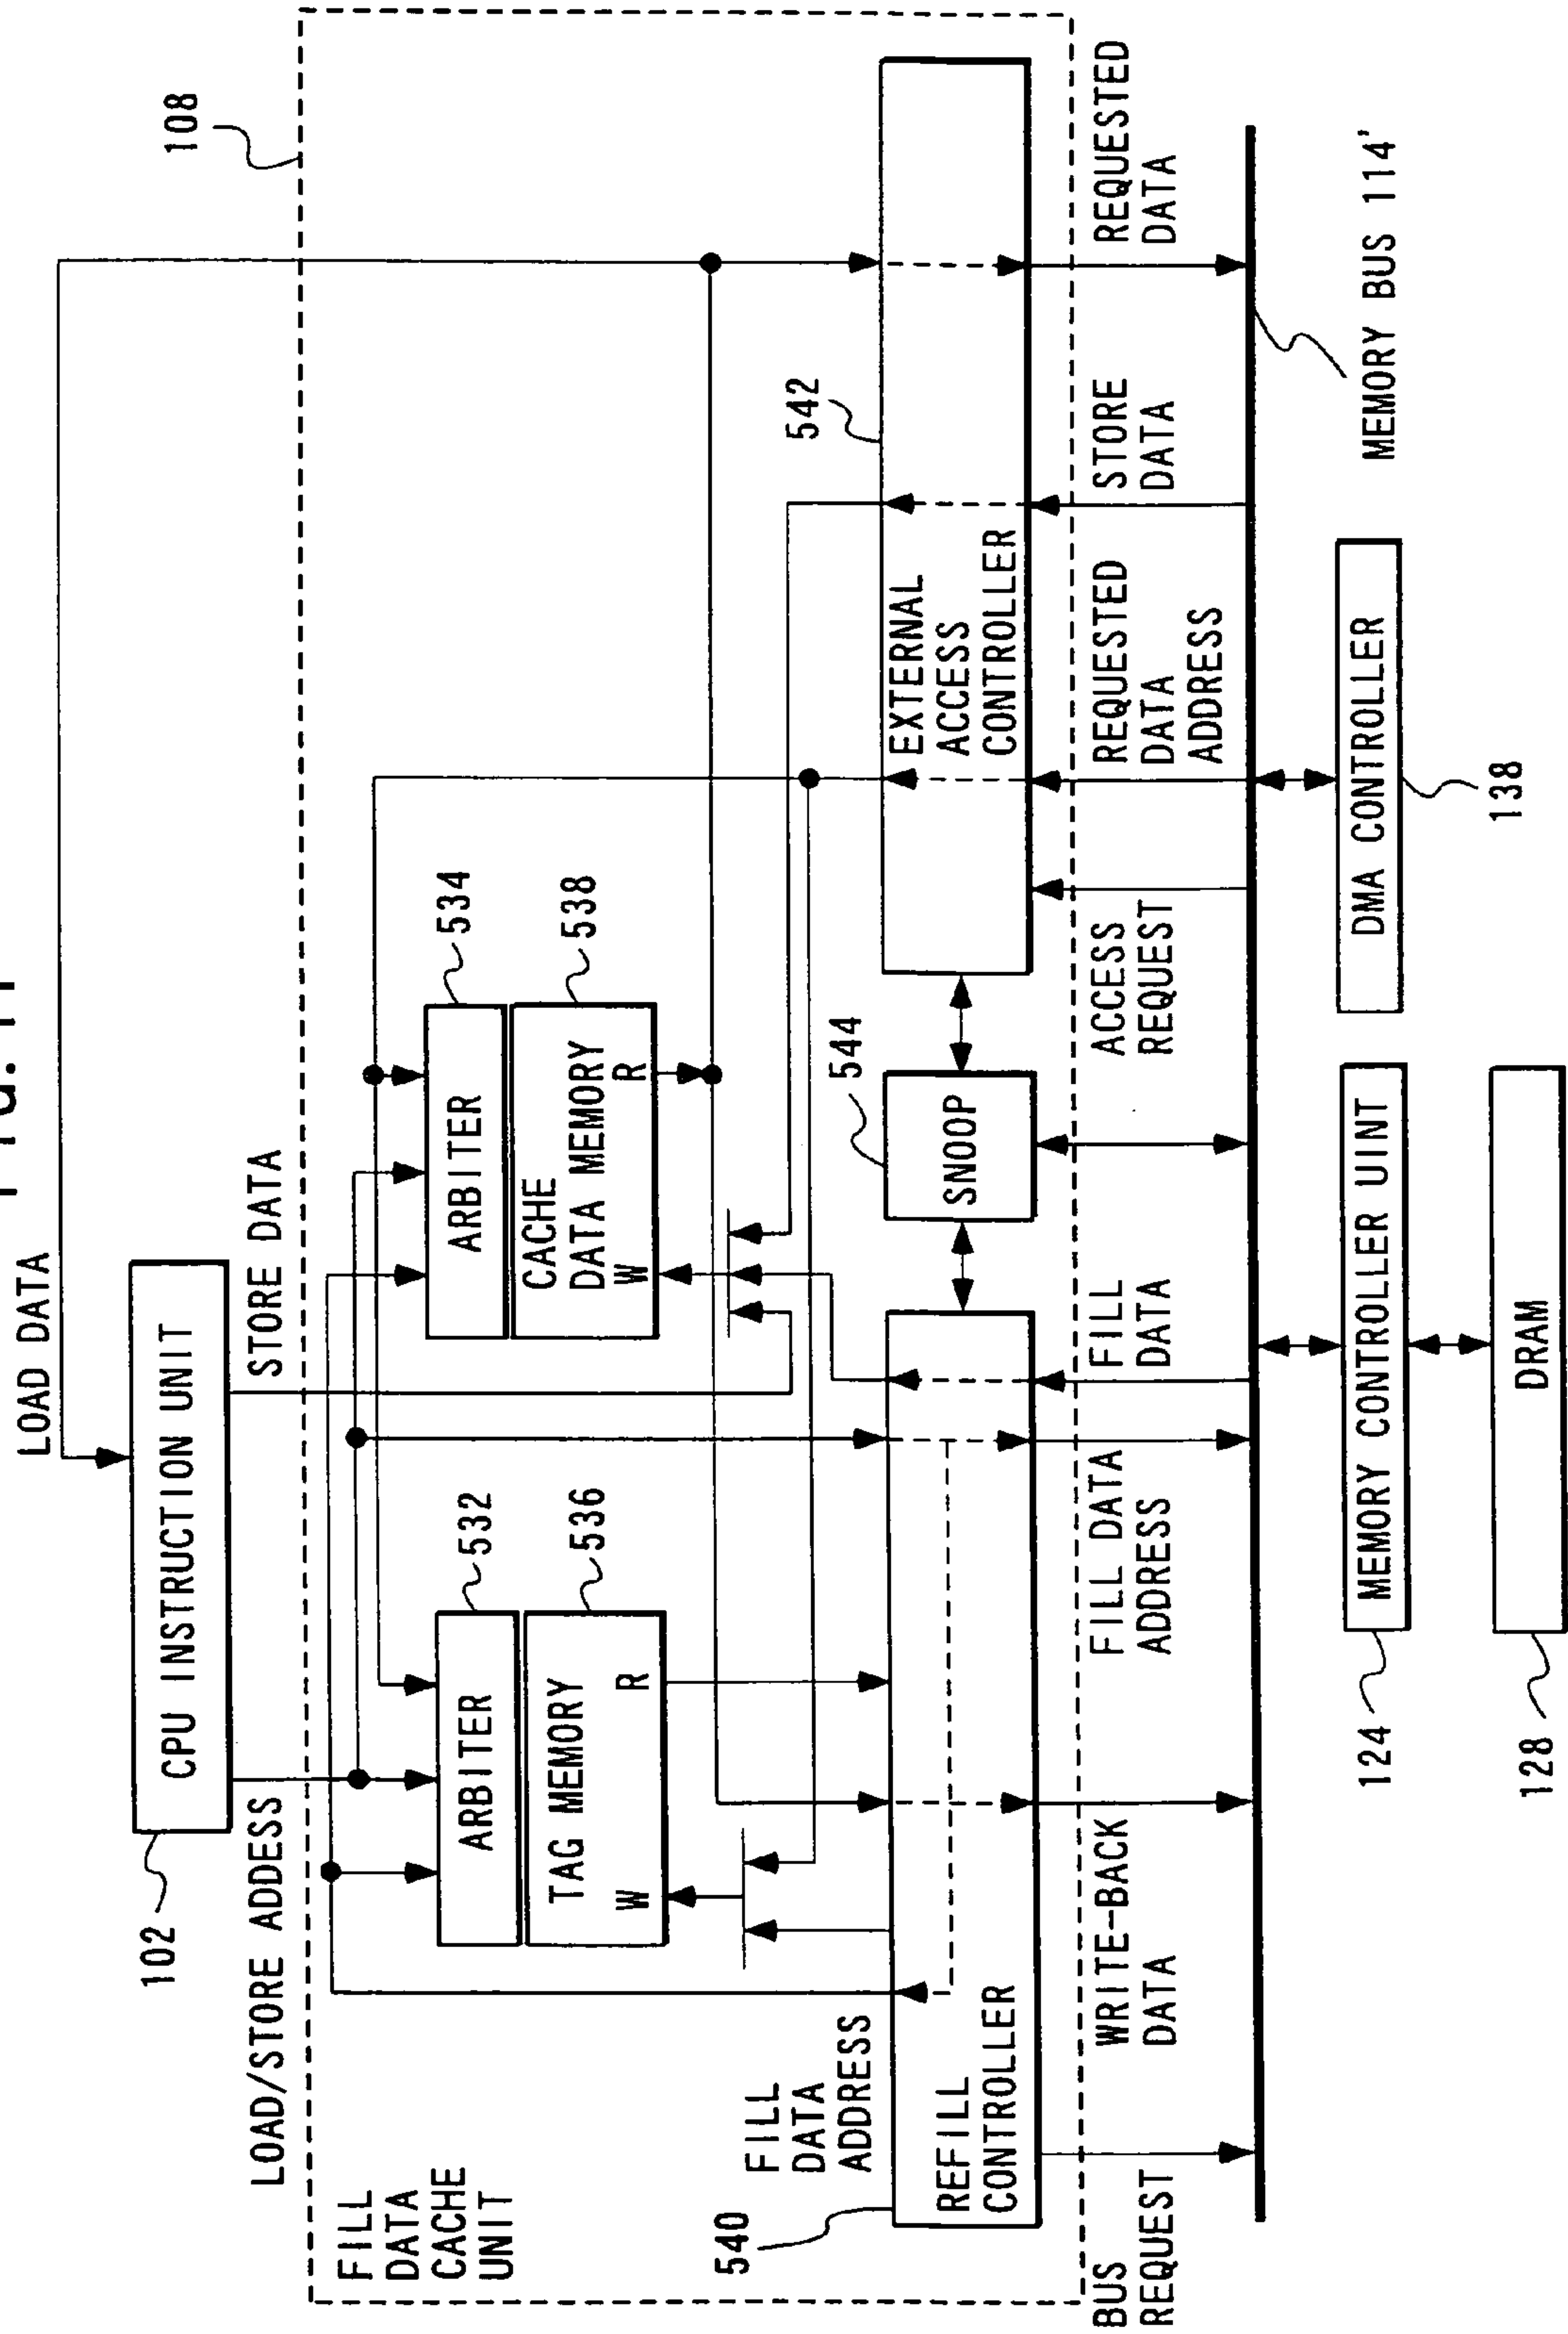 LOAD DATA
102
CPU INSTRUCTION UNIT
LOAD/STORE ADDESS
STORE DATA
108
FILL
DATA
CACHE
UNIT
ARBITER
532
TAG MEMORY
W
R
536
ARBITER
534
CACHE
DATA MEMORY
W
R
538
FILL
DATA
ADDRESS
540
REFILL
CONTROLLER
544
SNOOP
542
EXTERNAL
ACCESS
CONTROLLER
BUS
REQUEST
WRITE-BACK
DATA
FILL DATA
ADDRESS
FILL
DATA
ACCESS
REQUEST
REQUESTED
DATA
ADDRESS
STORE
DATA
REQUESTED
DATA
MEMORY BUS 114'
124
MEMORY CONTROLLER UINT
DMA CONTROLLER
138
128
DRAM